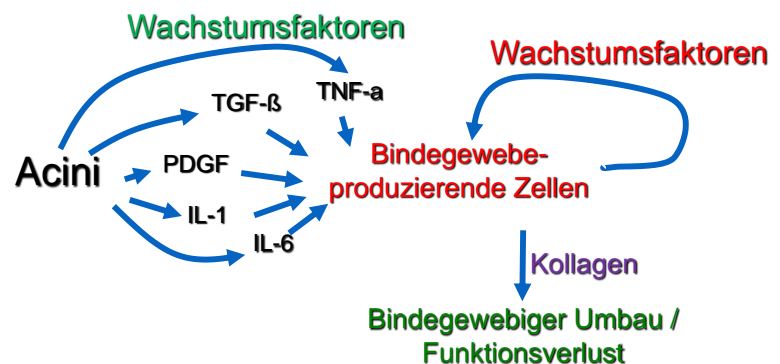 Wachstumsfaktoren
Wachstumsfaktoren
TNF-a
TGF-ß
Bindegewebe-
produzierende Zellen
PDGF
Acini
IL-1
IL-6
Kollagen
Bindegewebiger Umbau /
Funktionsverlust